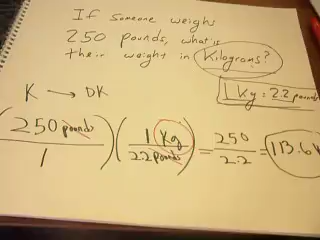 If someone weighs
250 pounds, what is
their weight in Kilograms?
1 Kg = 2.2 pounds
K → DK
(250 pounds / 1) (1 Kg / 2.2 pounds) = 250 / 2.2 = 113.6